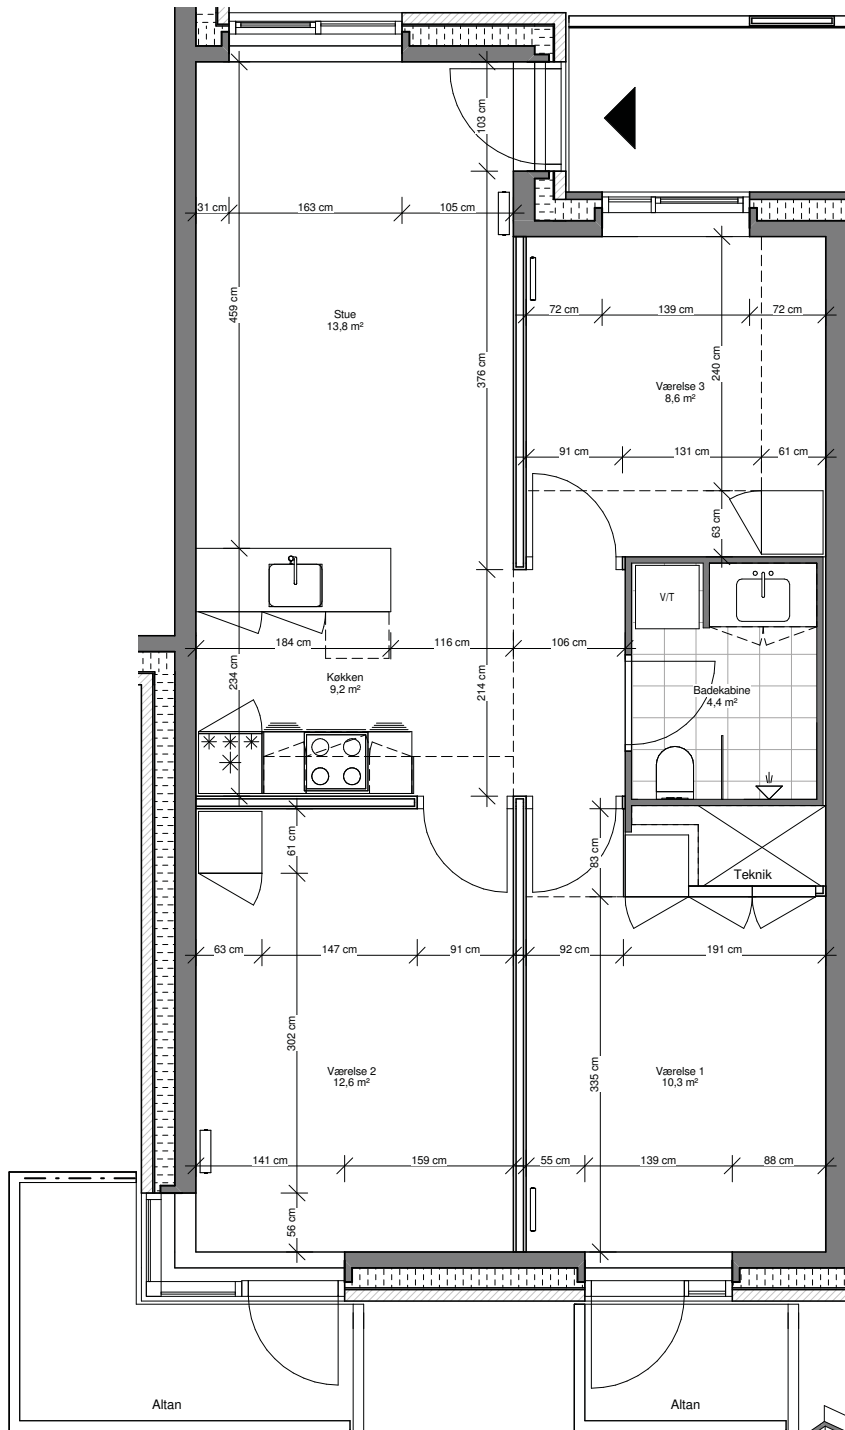 103 cm
31 cm
163 cm
105 cm
459 cm
Stue
13,8 m²
72 cm
139 cm
72 cm
240 cm
376 cm
Værelse 3
8,6 m²
91 cm
131 cm
61 cm
63 cm
V/T
184 cm
116 cm
106 cm
Køkken
9,2 m²
234 cm
214 cm
Badekabine
4,4 m²
61 cm
83 cm
Teknik
63 cm
147 cm
91 cm
92 cm
191 cm
302 cm
335 cm
Værelse 2
12,6 m²
Værelse 1
10,3 m²
141 cm
159 cm
55 cm
139 cm
88 cm
56 cm
Altan
Altan